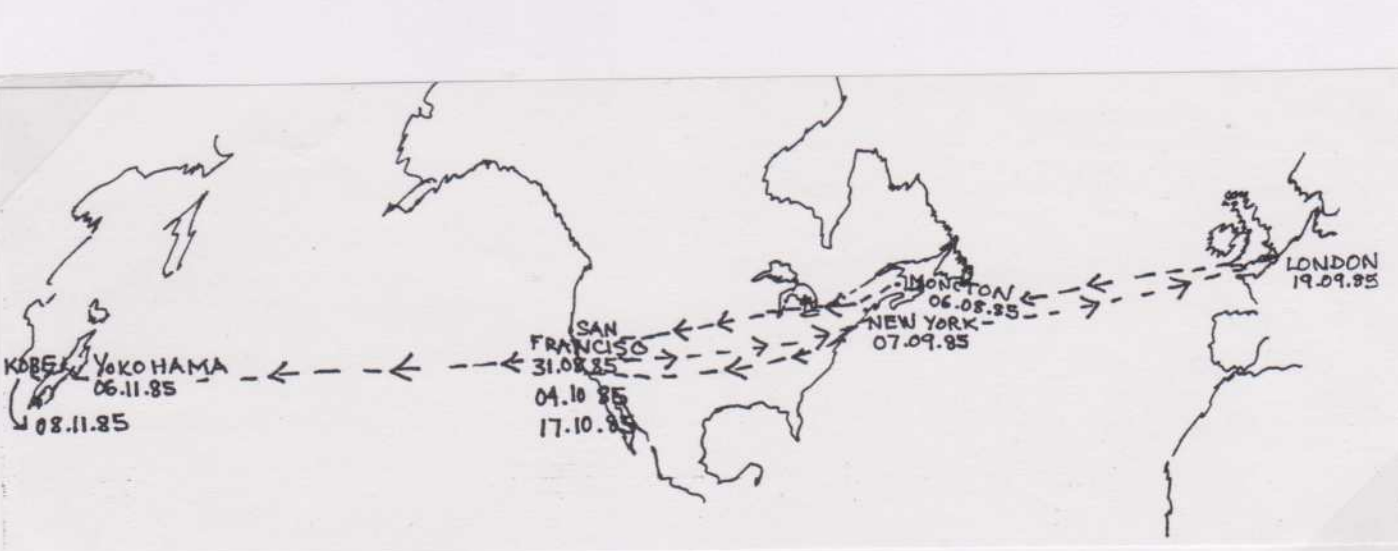 KOBE
YOKOHAMA
06.11.85
08.11.85
SAN
FRANCISO
31.08.85
04.10 85
17.10.85
MONCTON
06.08.85
NEW YORK
07.09.85
LONDON
19.09.85